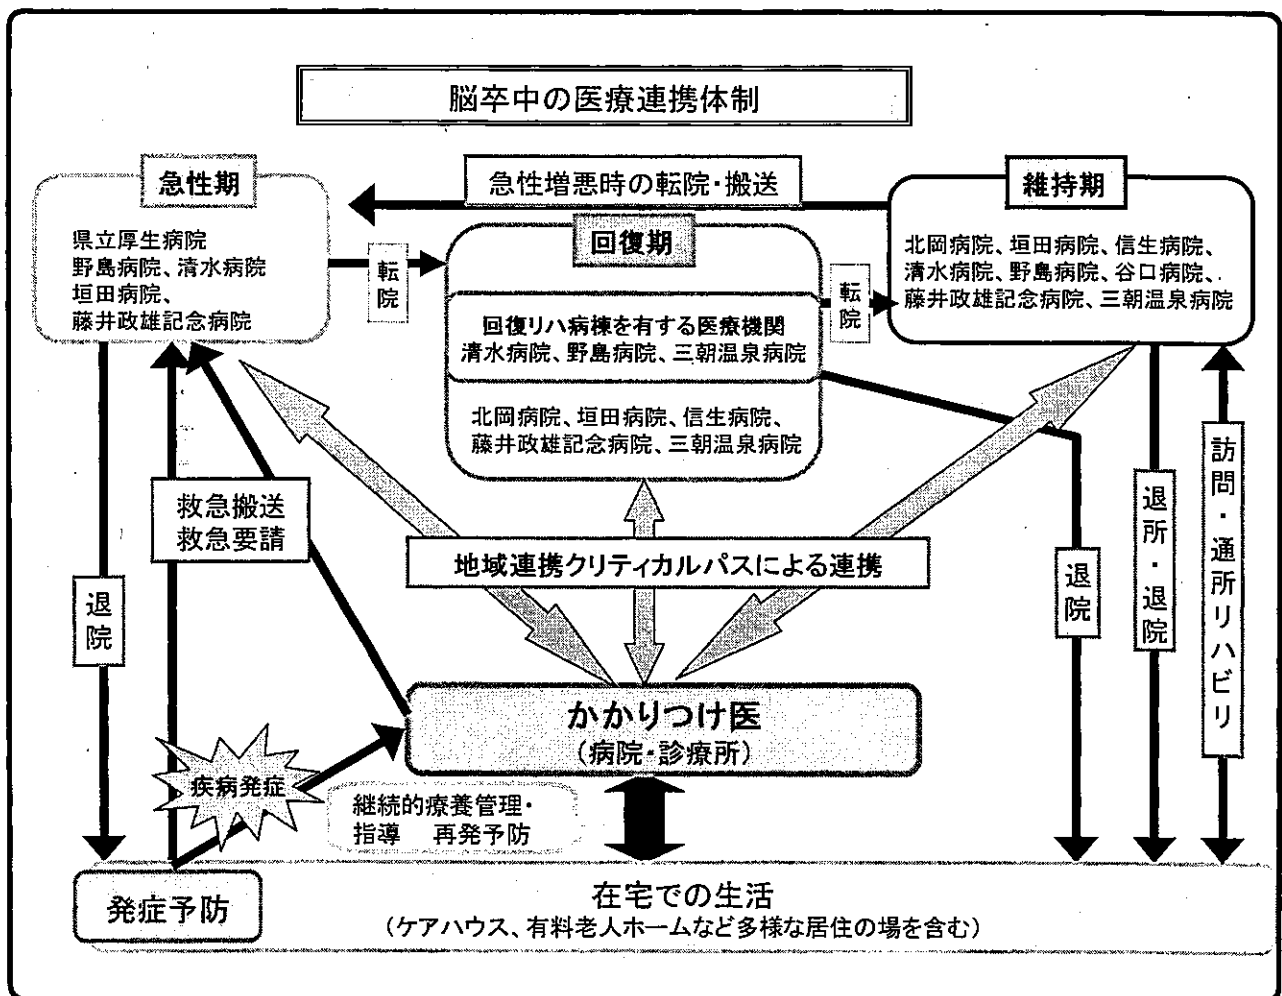 脳卒中の医療連携体制
急性期
県立厚生病院
野島病院、清水病院
垣田病院、
藤井政雄記念病院
急性増悪時の転院・搬送
転院
回復期
回復リハ病棟を有する医療機関
清水病院、野島病院、三朝温泉病院
北岡病院、垣田病院、信生病院、
藤井政雄記念病院、三朝温泉病院
転院
維持期
北岡病院、垣田病院、信生病院、
清水病院、野島病院、谷口病院、
藤井政雄記念病院、三朝温泉病院
救急搬送
救急要請
地域連携クリティカルパスによる連携
退院
退院
退所・退院
訪問・通所リハビリ
かかりつけ医
(病院・診療所)
疾病発症
継続的療養管理・
指導 再発予防
発症予防
在宅での生活
(ケアハウス、有料老人ホームなど多様な居住の場を含む)